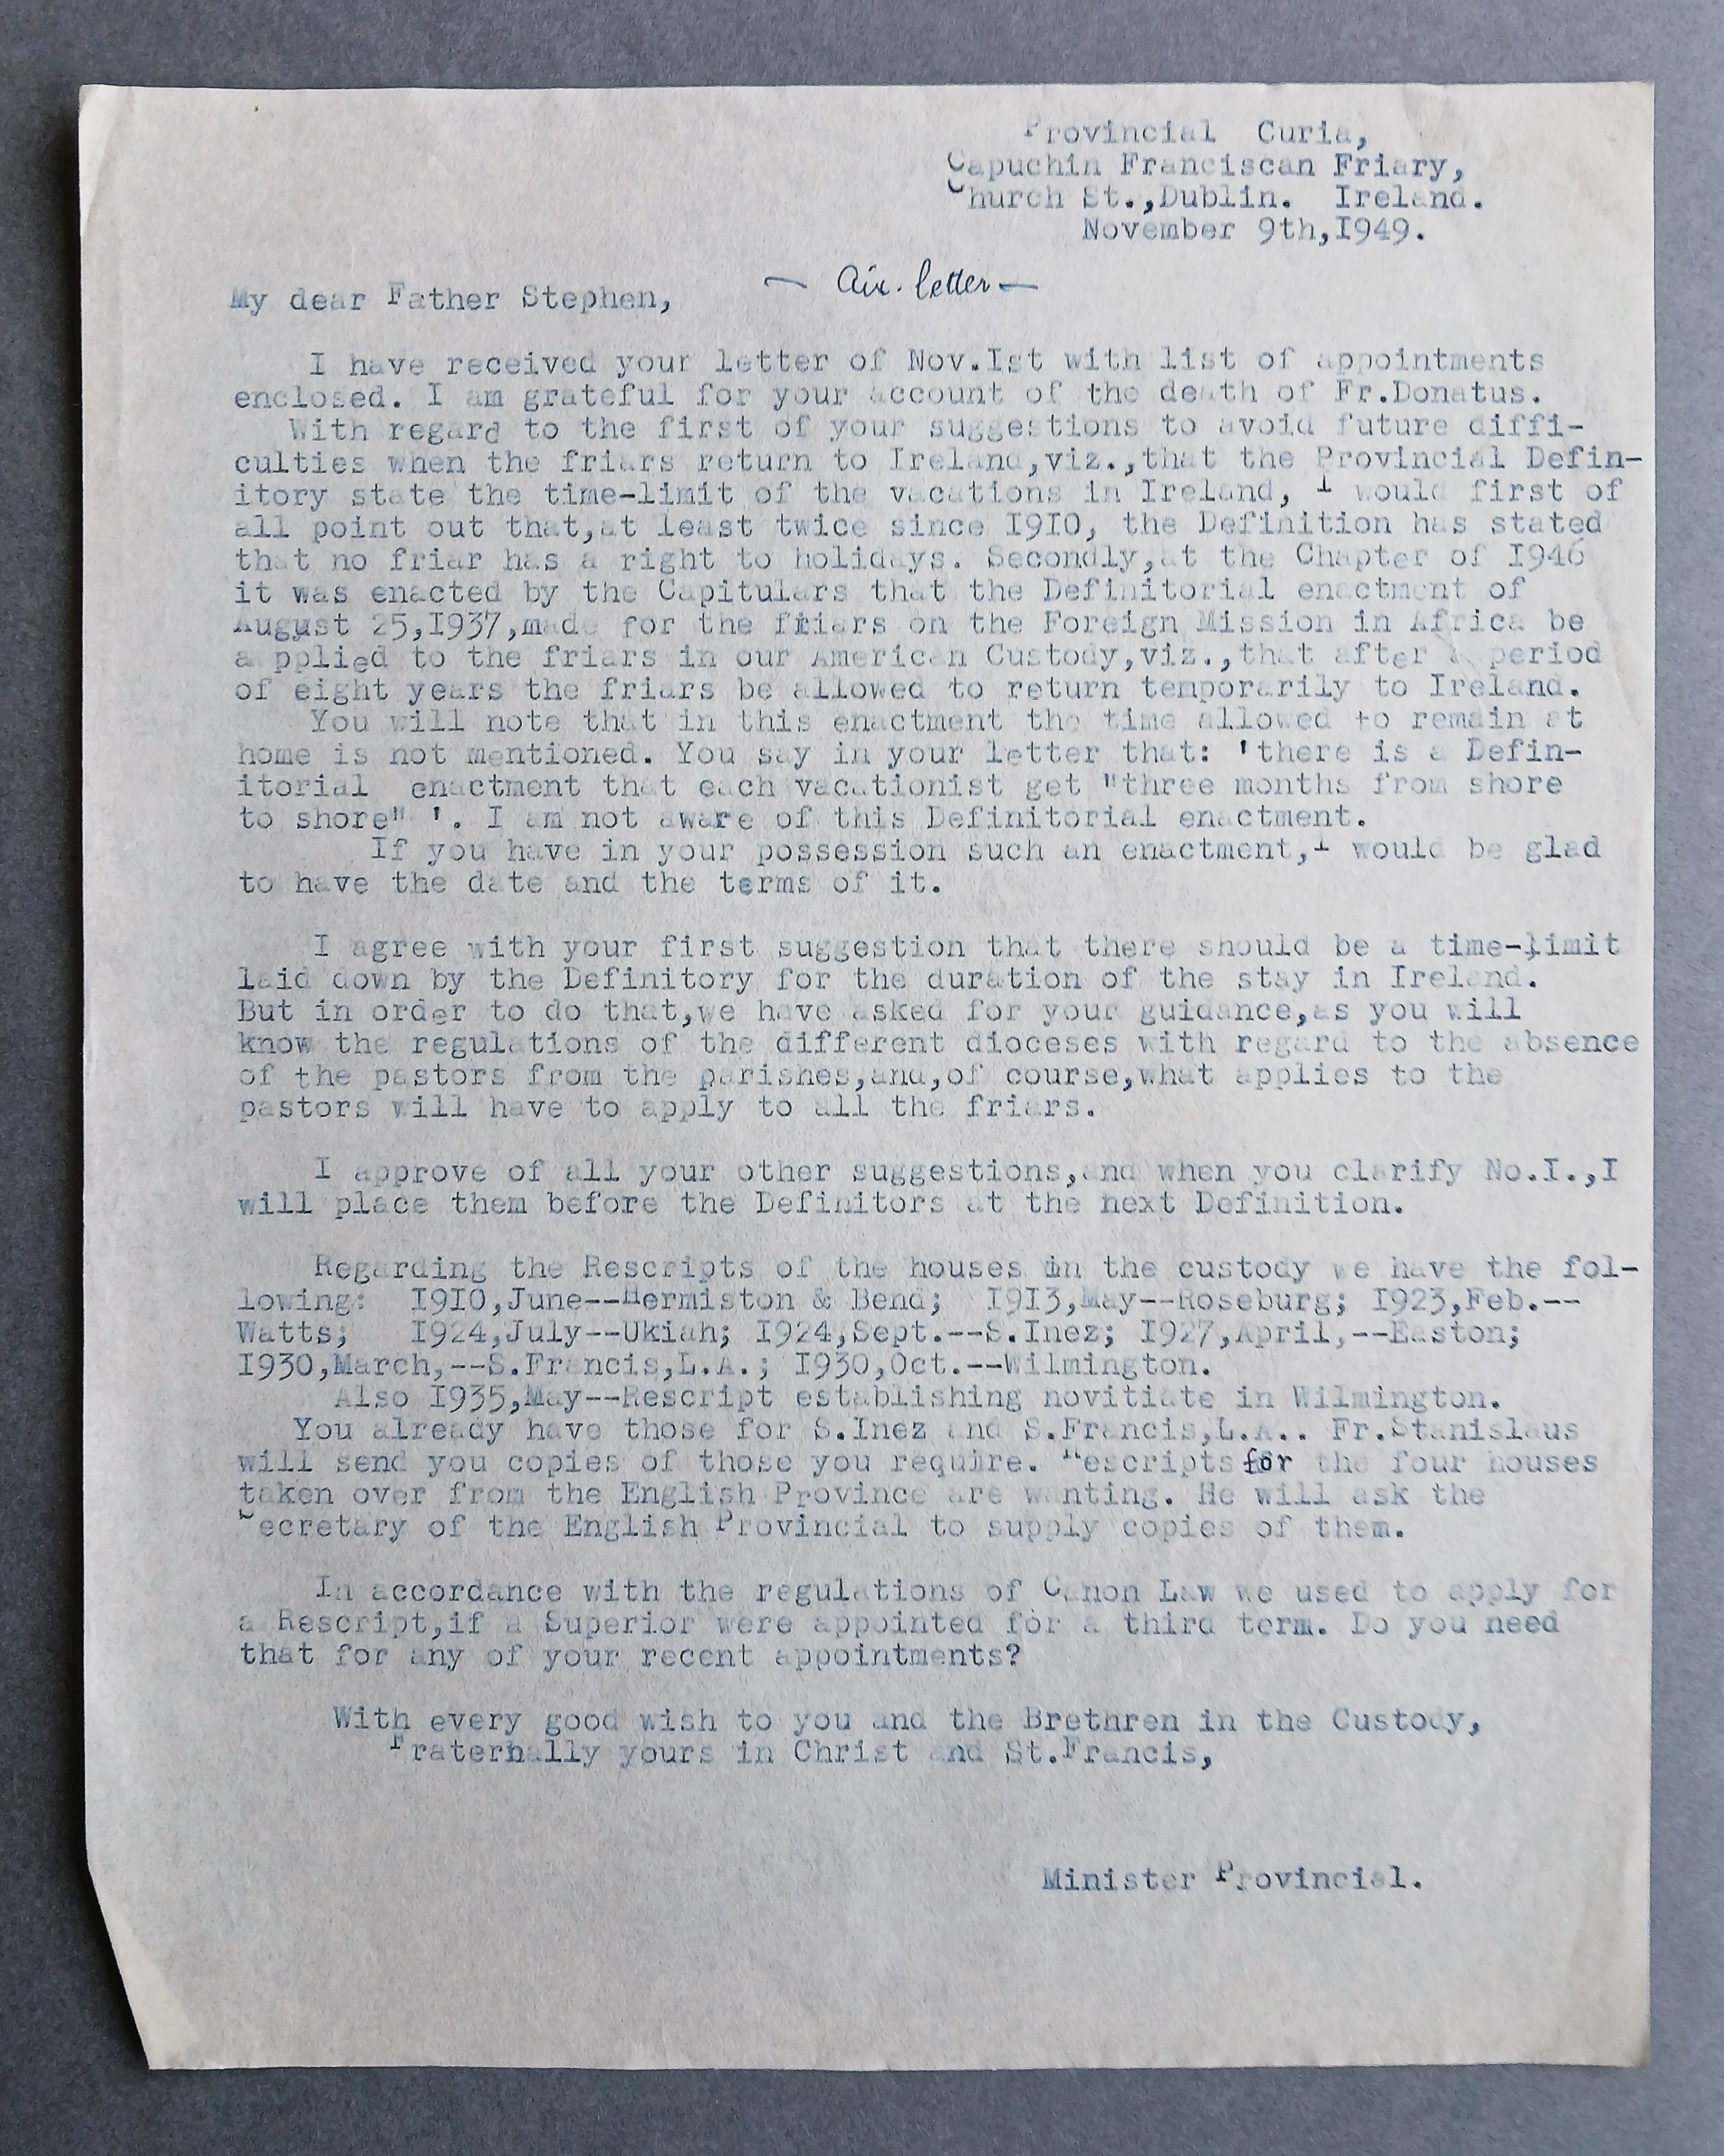 Provincial Curia,
Capuchin Franciscan Friary,
Church St.,Dublin. Ireland.
November 9th,I949.
— Air. letter —
My dear Father Stephen,
I have received your letter of Nov.Ist with list of appointments
enclosed. I am grateful for your account of the death of Fr.Donatus.
With regard to the first of your suggestions to avoid future diffi-
culties when the friars return to Ireland,viz.,that the Provincial Defin-
itory state the time-limit of the vacations in Ireland, I would first of
all point out that,at least twice since I9I0, the Definition has stated
that no friar has a right to holidays. Secondly,at the Chapter of I946
it was enacted by the Capitulars that the Definitorial enactment of
August 25,I937,made for the friars on the Foreign Mission in Africa be
a pplied to the friars in our American Custody,viz.,that after a period
of eight years the friars be allowed to return temporarily to Ireland.
You will note that in this enactment the time allowed to remain at
home is not mentioned. You say in your letter that: 'there is a Defin-
itorial enactment that each vacationist get "three months from shore
to shore" '. I am not aware of this Definitorial enactment.
If you have in your possession such an enactment,I would be glad
to have the date and the terms of it.
I agree with your first suggestion that there should be a time-limit
laid down by the Definitory for the duration of the stay in Ireland.
But in order to do that,we have asked for your guidance,as you will
know the regulations of the different dioceses with regard to the absence
of the pastors from the parishes,and,of course,what applies to the
pastors will have to apply to all the friars.
I approve of all your other suggestions,and when you clarify No.I.,I
will place them before the Definitors at the next Definition.
Regarding the Rescripts of the houses in the custody we have the fol-
lowing: I9I0,June--Hermiston & Bend; I9I3,May--Roseburg; I923,Feb.--
Watts; I924,July--Ukiah; I924,Sept.--S.Inez; I927,April,--Easton;
I930,March,--S.Francis,L.A.; I930,Oct.--Wilmington.
Also I935,May--Rescript establishing novitiate in Wilmington.
You already have those for S.Inez and S.Francis,L.A.. Fr.Stanislaus
will send you copies of those you require. Rescripts for the four houses
taken over from the English Province are wanting. He will ask the
Secretary of the English Provincial to supply copies of them.
In accordance with the regulations of Canon Law we used to apply for
a Rescript,if a Superior were appointed for a third term. Do you need
that for any of your recent appointments?
With every good wish to you and the Brethren in the Custody,
Fraternally yours in Christ and St.Francis,
Minister Provincial.